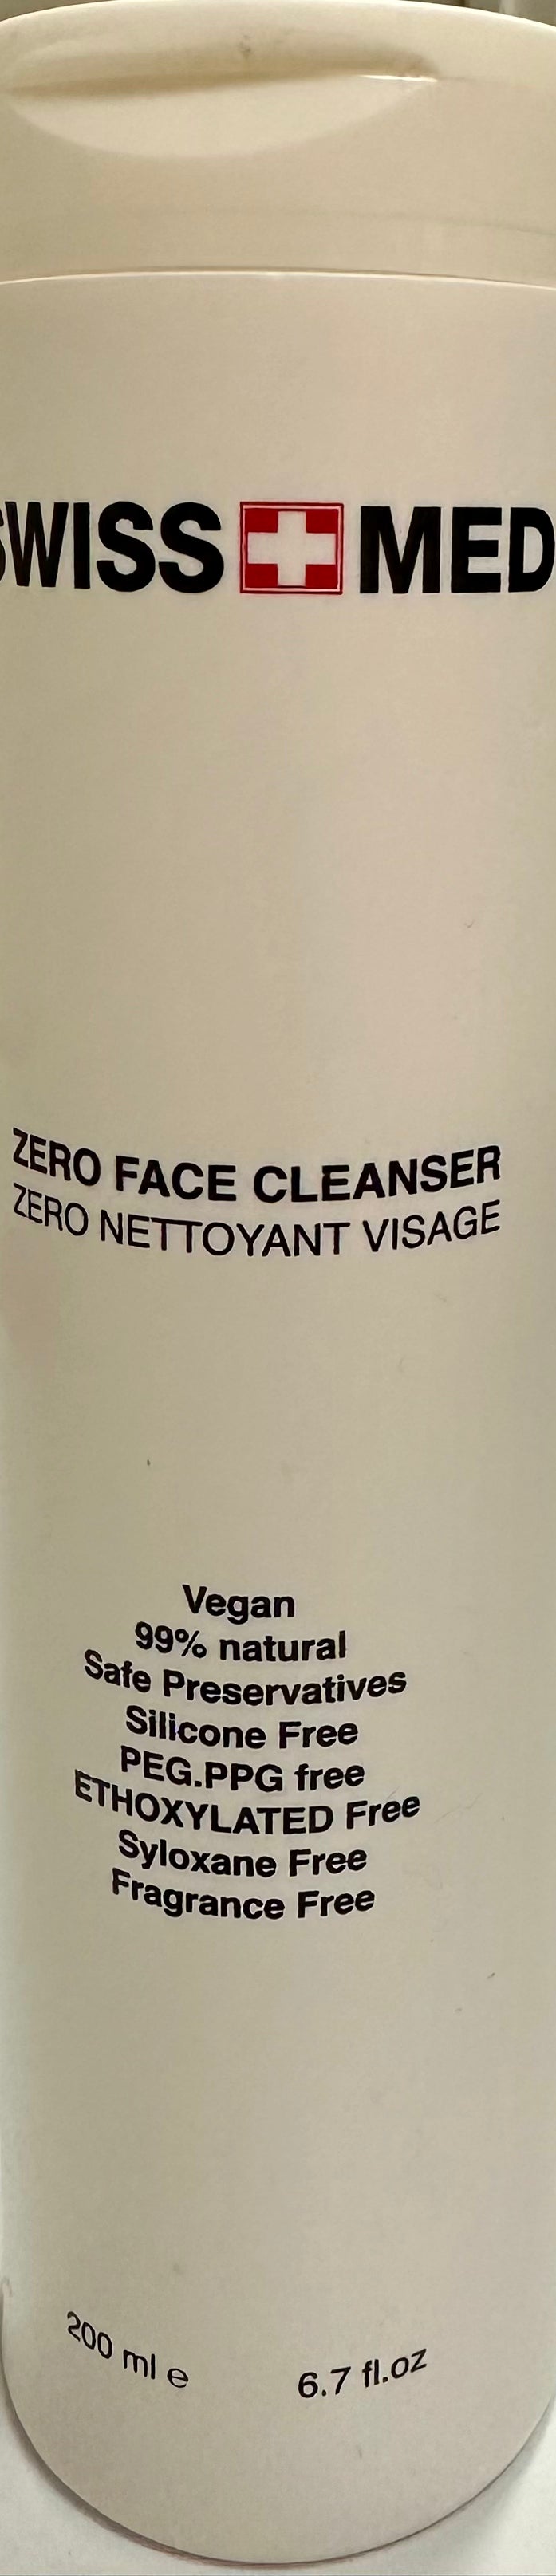 SWISS MED
ZERO FACE CLEANSER
ZERO NETTOYANT VISAGE
Vegan
99% natural
Safe Preservatives
Silicone Free
PEG.PPG free
ETHOXYLATED Free
Syloxane Free
Fragrance Free
200 ml ℮ 6.7 fl.oz